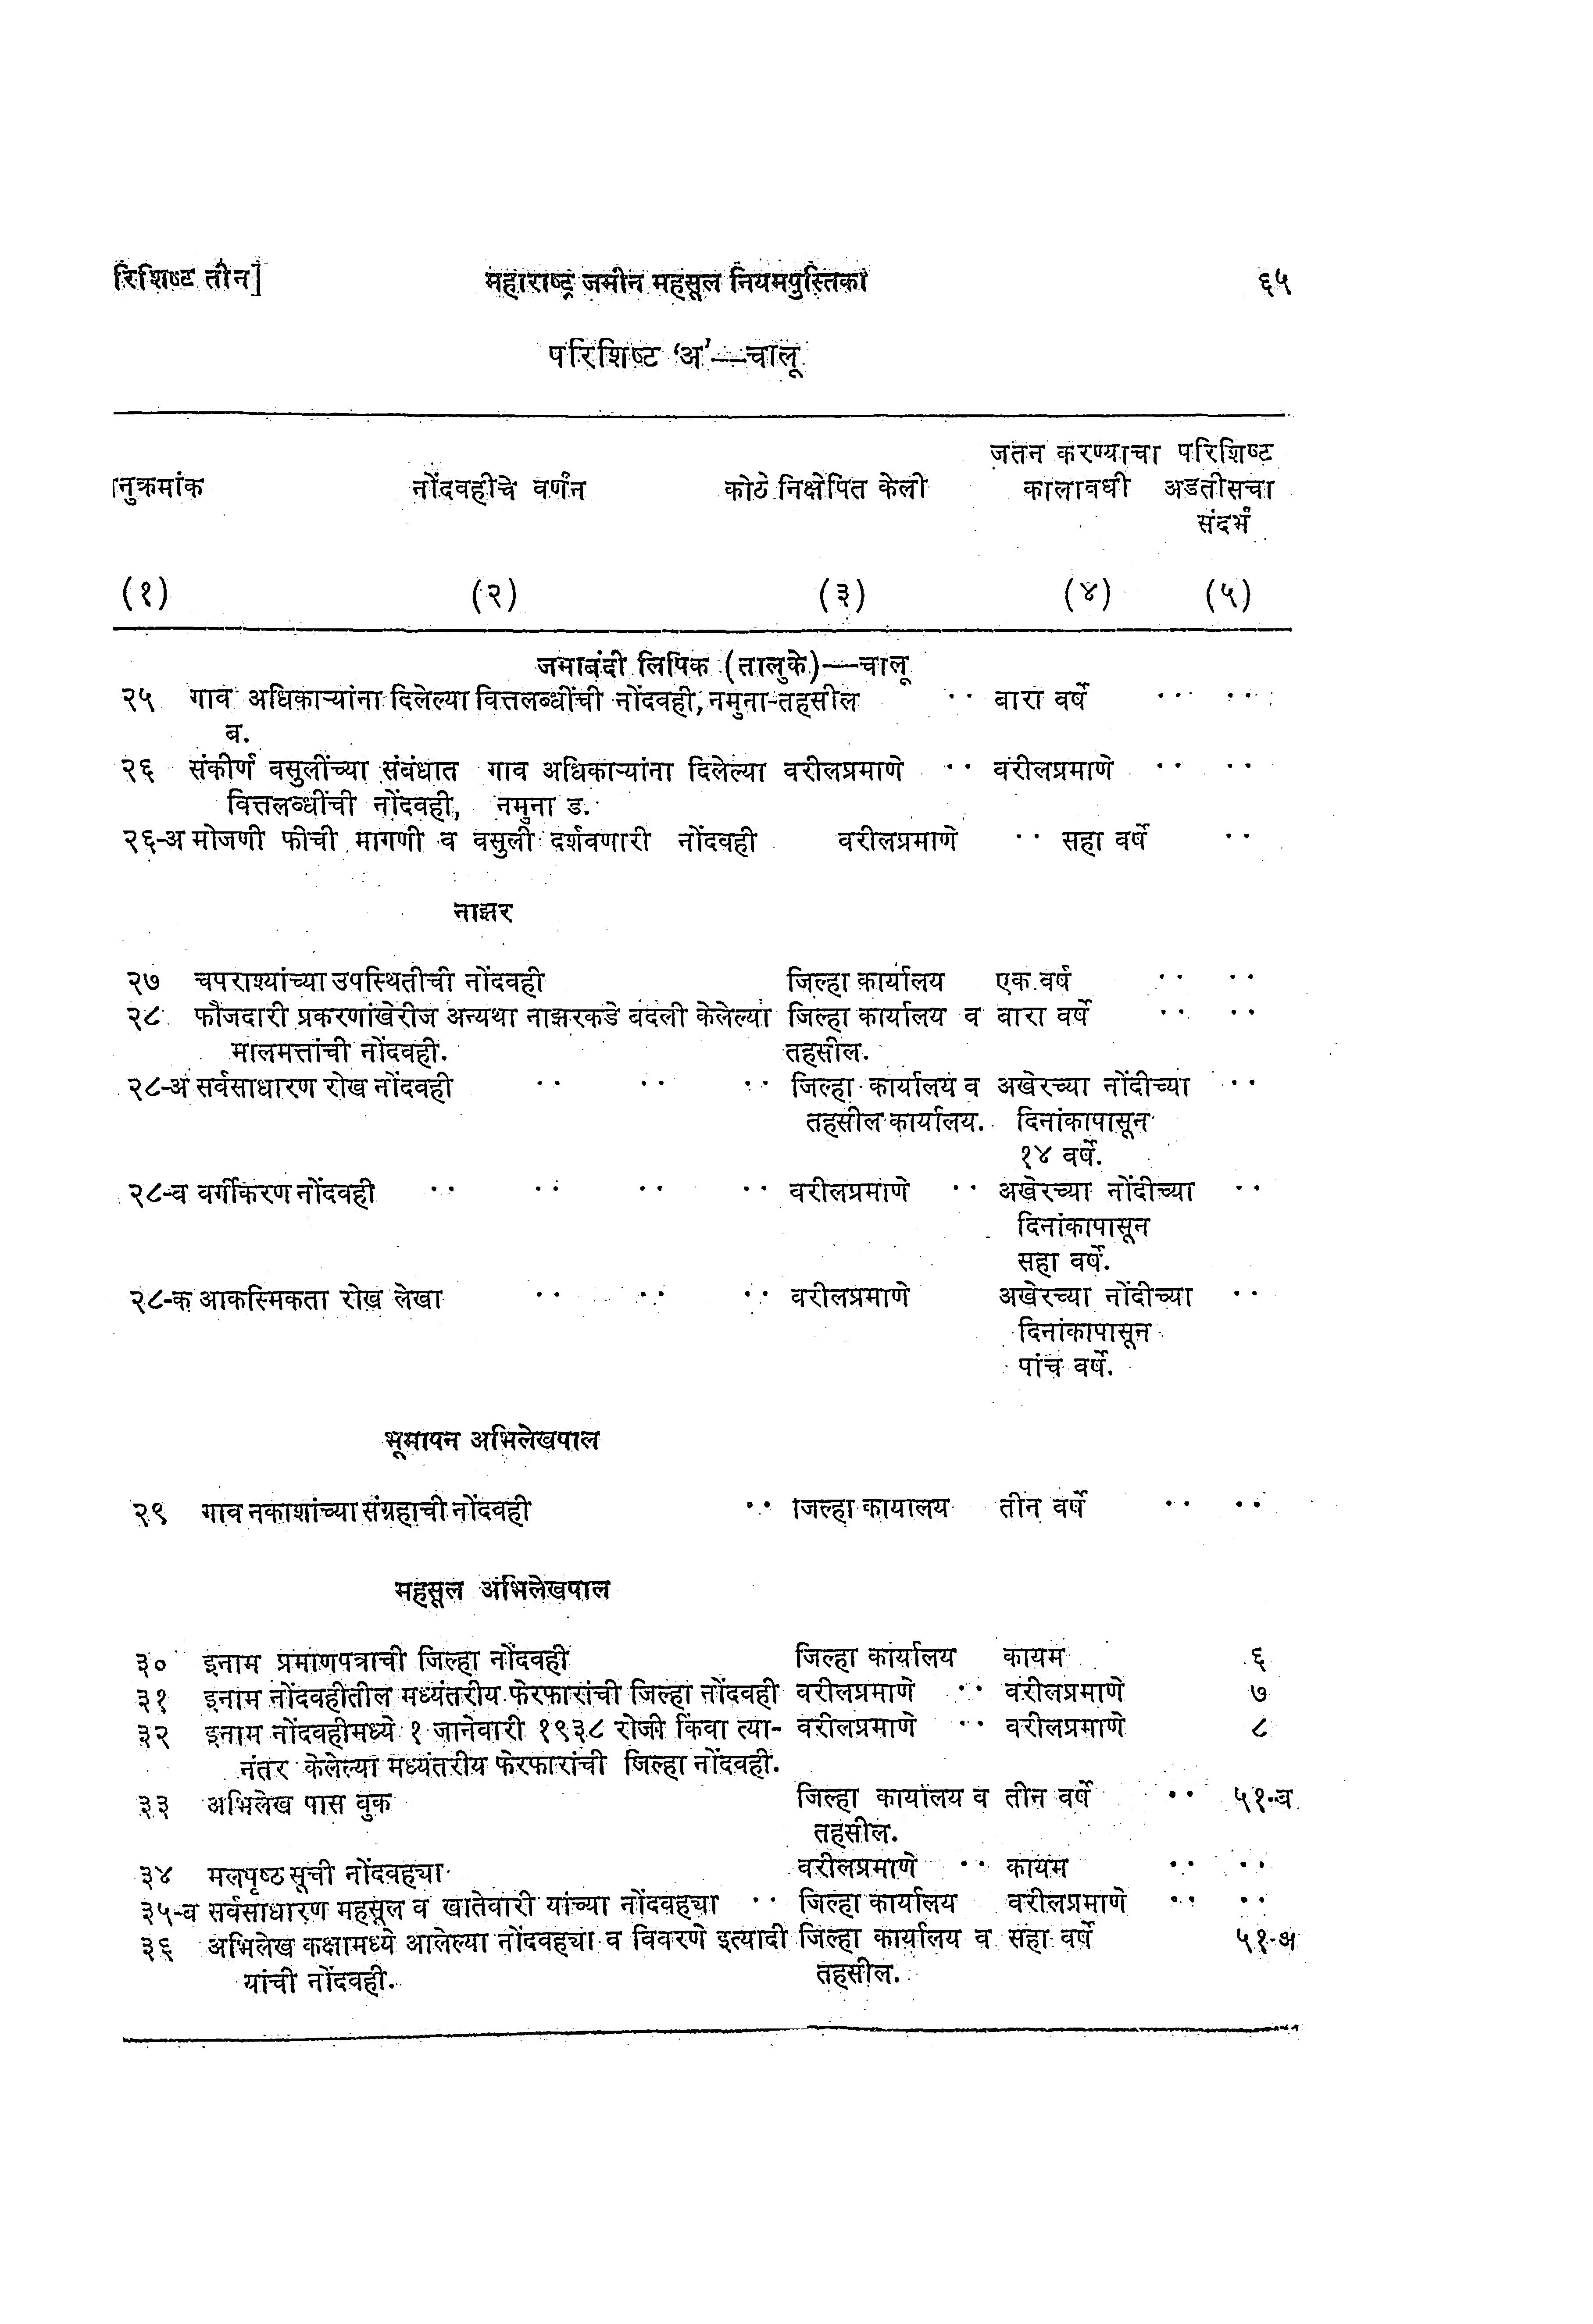 रिशिष्ट तीन] महाराष्ट्र जमीन महसूल नियमपुस्तिका ६५
परिशिष्ट ‘अ’—चालू
जतन करण्याचा परिशिष्ट
नुक्रमांक नोंदवहीचे वर्णन कोठे निक्षेपित केली कालावधी अडतीसचा
संदर्भ
(१) (२) (३) (४) (५)
जमाबंदी लिपिक (तालुके)—चालू
२५ गाव अधिकाऱ्यांना दिलेल्या वित्तलब्धींची नोंदवही, नमुना-तहसील .. बारा वर्षे .. ..
ब.
२६ संकीर्ण वसुलींच्या संबंधात गाव अधिकाऱ्यांना दिलेल्या वरीलप्रमाणे .. वरीलप्रमाणे .. ..
वित्तलब्धींची नोंदवही, नमुना ड.
२६-अ मोजणी फीची मागणी व वसुली दर्शवणारी नोंदवही वरीलप्रमाणे .. सहा वर्षे ..
नाझर
२७ चपराश्यांच्या उपस्थितीची नोंदवही जिल्हा कार्यालय एक वर्ष .. ..
२८ फौजदारी प्रकरणांखेरीज अन्यथा नाझरकडे बदली केलेल्या जिल्हा कार्यालय व बारा वर्षे .. ..
मालमत्तांची नोंदवही. तहसील.
२८-अ सर्वसाधारण रोख नोंदवही .. .. .. जिल्हा कार्यालय व अखेरच्या नोंदीच्या ..
तहसील कार्यालय. दिनांकापासून
१४ वर्षे.
२८-ब वर्गीकरण नोंदवही .. .. .. .. वरीलप्रमाणे .. अखेरच्या नोंदीच्या ..
दिनांकापासून
सहा वर्षे.
२८-क आकस्मिकता रोख लेखा .. .. .. वरीलप्रमाणे अखेरच्या नोंदीच्या ..
दिनांकापासून
पांच वर्षे.
भूमापन अभिलेखपाल
२९ गाव नकाशांच्या संग्रहाची नोंदवही .. जिल्हा कार्यालय तीन वर्षे .. ..
महसूल अभिलेखपाल
३० इनाम प्रमाणपत्राची जिल्हा नोंदवही जिल्हा कार्यालय कायम ६
३१ इनाम नोंदवहीतील मध्यंतरीय फेरफारांची जिल्हा नोंदवही वरीलप्रमाणे .. वरीलप्रमाणे ७
३२ इनाम नोंदवहीमध्ये १ जानेवारी १९३८ रोजी किंवा त्या- वरीलप्रमाणे .. वरीलप्रमाणे ८
नंतर केलेल्या मध्यंतरीय फेरफारांची जिल्हा नोंदवही.
३३ अभिलेख पास बुक जिल्हा कार्यालय व तीन वर्षे .. ५१-ब
तहसील.
३४ मलपृष्ठ सूची नोंदवह्या वरीलप्रमाणे .. कायम .. ..
३५-ब सर्वसाधारण महसूल व खातेवारी यांच्या नोंदवह्या .. जिल्हा कार्यालय वरीलप्रमाणे .. ..
३६ अभिलेख कक्षामध्ये आलेल्या नोंदवह्या व विवरणे इत्यादी जिल्हा कार्यालय व सहा वर्षे ५१-अ
यांची नोंदवही. तहसील.